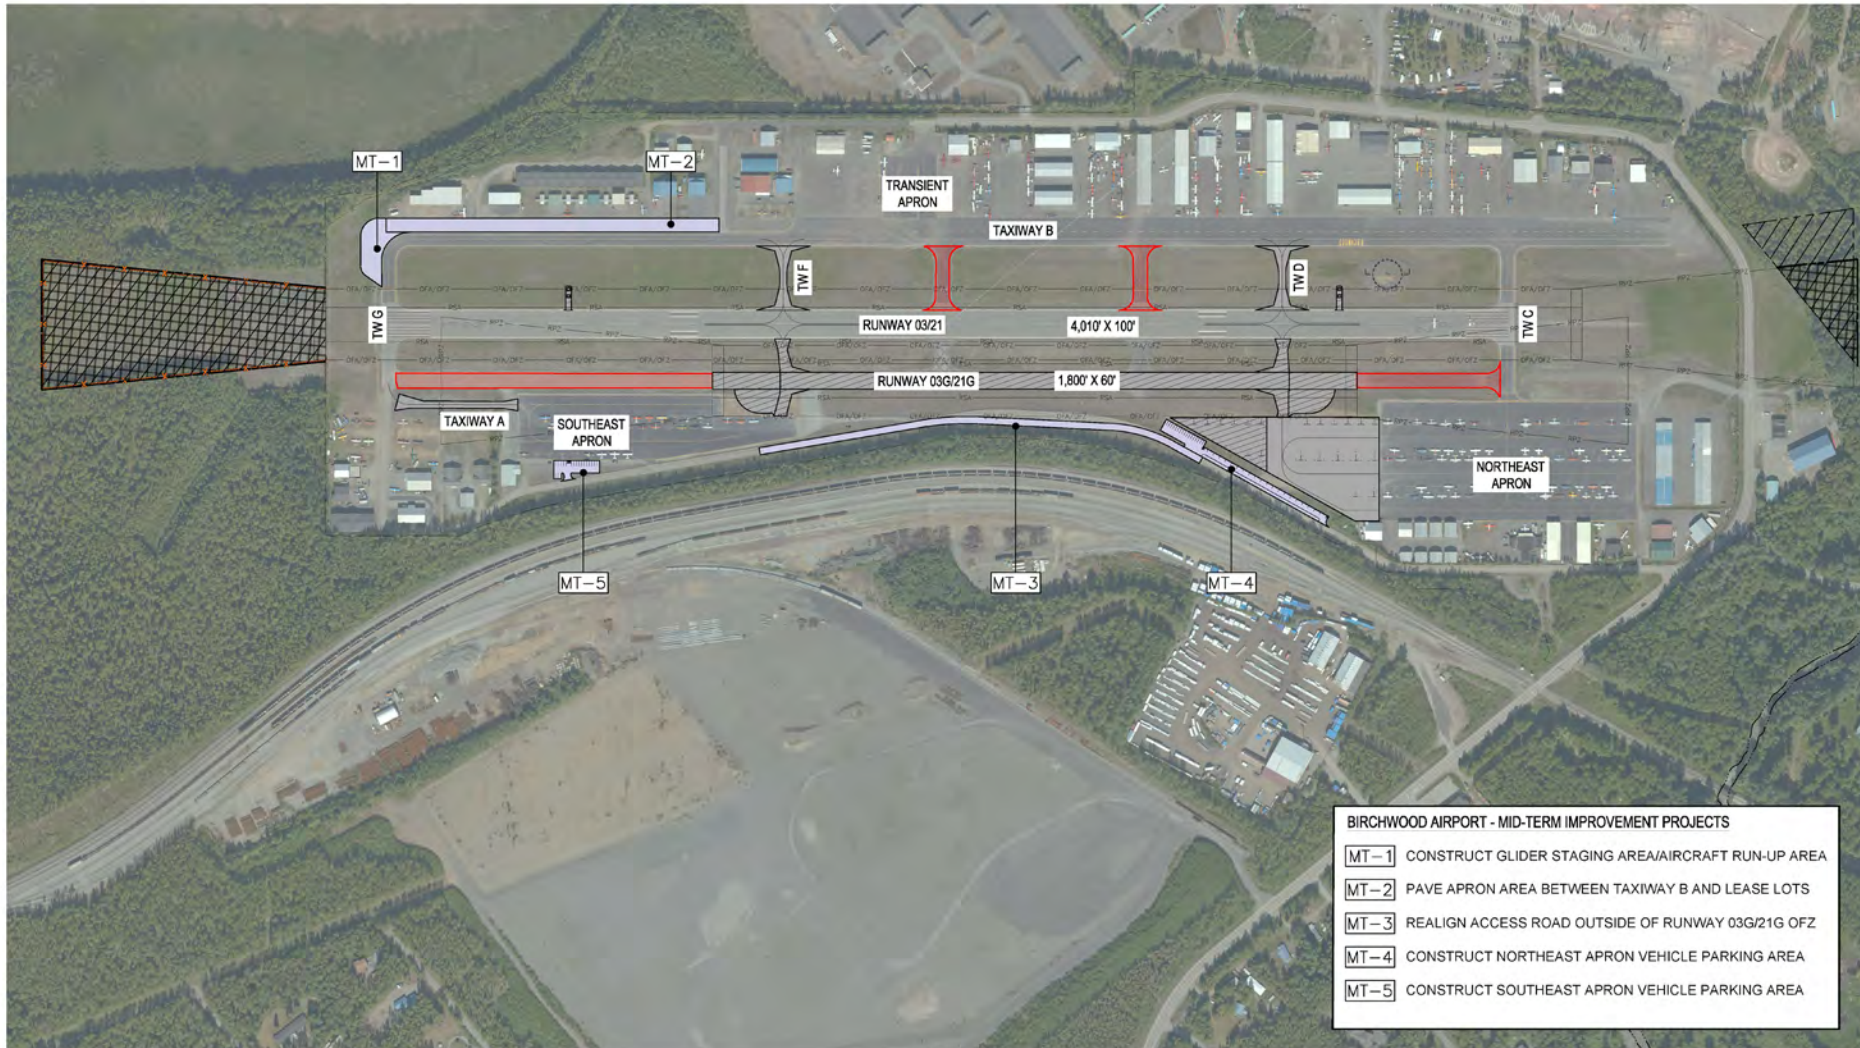 MT-1
MT-2
TRANSIENT
APRON
TAXIWAY B
TW F
TW D
OFA/OFZ
RSA
RPZ
TW G
RUNWAY 03/21
4,010' X 100'
TW C
RUNWAY 03G/21G
1,800' X 60'
TAXIWAY A
SOUTHEAST
APRON
NORTHEAST
APRON
MT-5
MT-3
MT-4
BIRCHWOOD AIRPORT - MID-TERM IMPROVEMENT PROJECTS
MT-1 CONSTRUCT GLIDER STAGING AREA/AIRCRAFT RUN-UP AREA
MT-2 PAVE APRON AREA BETWEEN TAXIWAY B AND LEASE LOTS
MT-3 REALIGN ACCESS ROAD OUTSIDE OF RUNWAY 03G/21G OFZ
MT-4 CONSTRUCT NORTHEAST APRON VEHICLE PARKING AREA
MT-5 CONSTRUCT SOUTHEAST APRON VEHICLE PARKING AREA